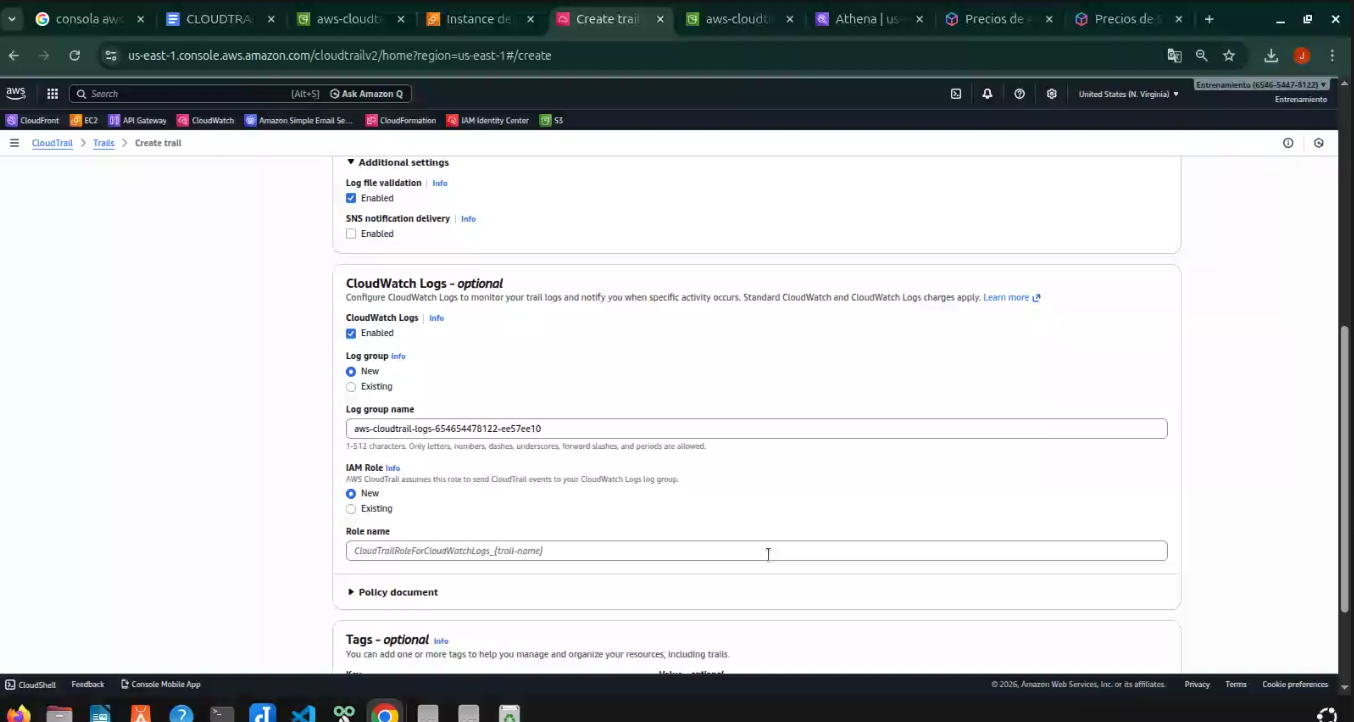 consola aw
CLOUDTRA
aws-cloudt
Instance de
Create trail
aws-cloudt
Athena | us-
Precios de
Precios de
us-east-1.console.aws.amazon.com/cloudtrailv2/home?region=us-east-1#/create
J
aws
Search
[Alt+S]
Ask Amazon Q
United States (N. Virginia)
Entrenamiento (6546-5447-8122)
Entrenamiento
CloudFront
EC2
API Gateway
CloudWatch
Amazon Simple Email Se...
CloudFormation
IAM Identity Center
S3
CloudTrail > Trails > Create trail
Additional settings
Log file validation | Info
Enabled
SNS notification delivery | Info
Enabled
CloudWatch Logs - optional
Configure CloudWatch Logs to monitor your trail logs and notify you when specific activity occurs. Standard CloudWatch and CloudWatch Logs charges apply. Learn more
CloudWatch Logs | Info
Enabled
Log group Info
New
Existing
Log group name
aws-cloudtrail-logs-654654478122-ee57ee10
1-512 characters. Only letters, numbers, dashes, underscores, forward slashes, and periods are allowed.
IAM Role Info
AWS CloudTrail assumes this role to send CloudTrail events to your CloudWatch Logs log group.
New
Existing
Role name
CloudTrailRoleForCloudWatchLogs_{trail-name}
Policy document
Tags - optional Info
You can add one or more tags to help you manage and organize your resources, including trails.
CloudShell
Feedback
Console Mobile App
© 2026, Amazon Web Services, Inc. or its affiliates.
Privacy
Terms
Cookie preferences